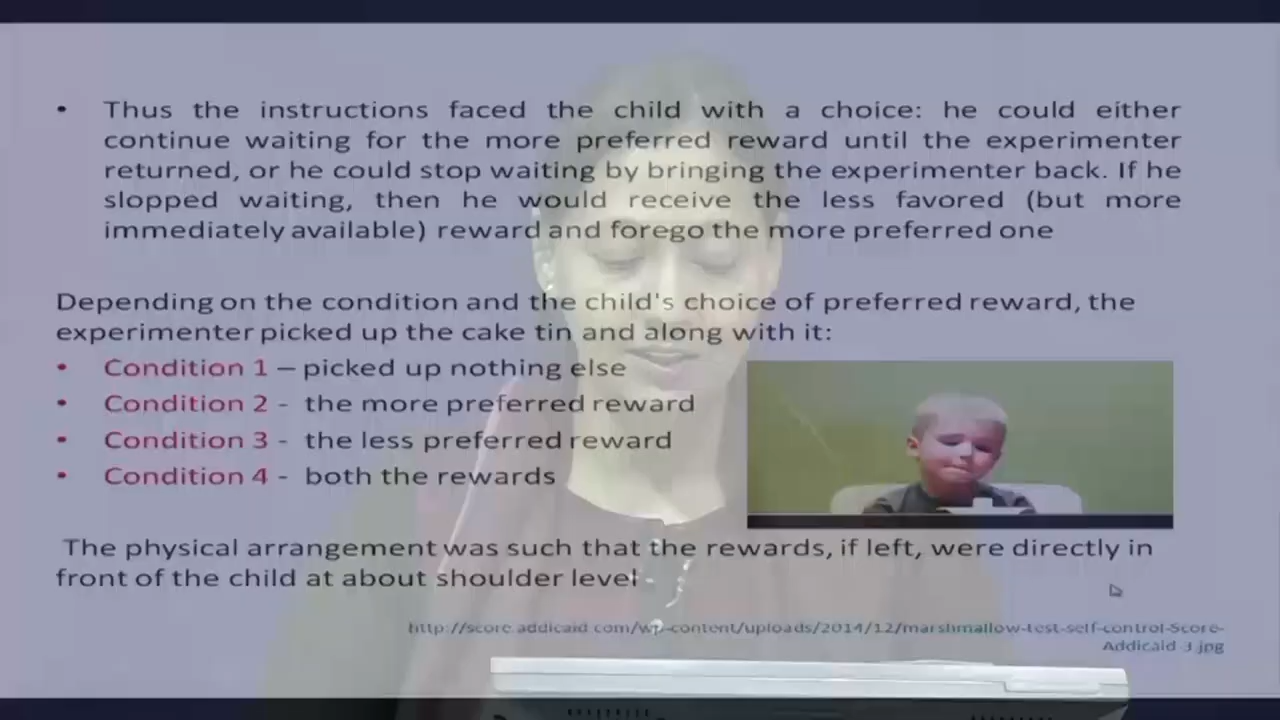 • Thus the instructions faced the child with a choice: he could either
continue waiting for the more preferred reward until the experimenter
returned, or he could stop waiting by bringing the experimenter back. If he
slopped waiting, then he would receive the less favored (but more
immediately available) reward and forego the more preferred one
Depending on the condition and the child's choice of preferred reward, the
experimenter picked up the cake tin and along with it:
• Condition 1 – picked up nothing else
• Condition 2 - the more preferred reward
• Condition 3 - the less preferred reward
• Condition 4 - both the rewards
The physical arrangement was such that the rewards, if left, were directly in
front of the child at about shoulder level
http://score.addicaid.com/wp-content/uploads/2014/12/marshmallow-test-self-control-Score-
Addicaid-3.jpg